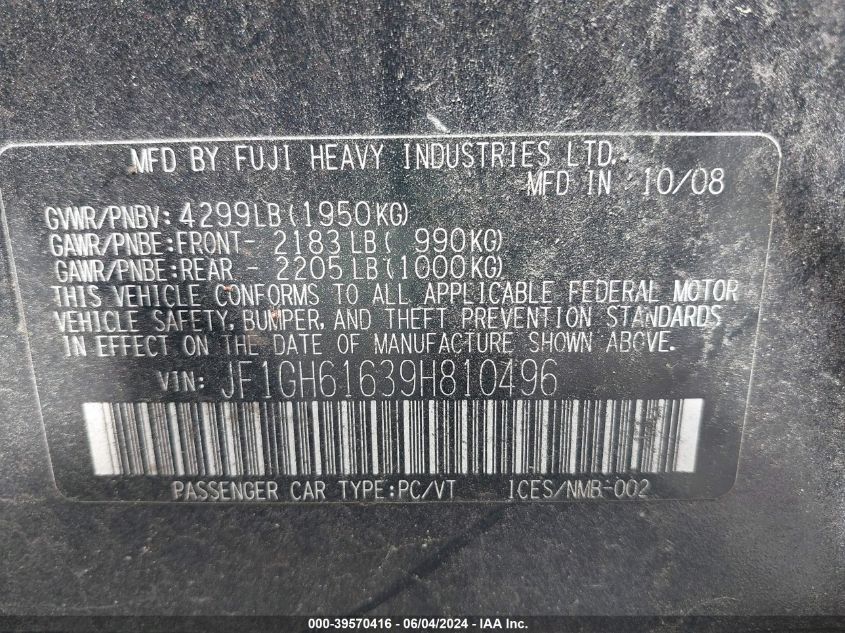 MFD BY FUJI HEAVY INDUSTRIES LTD.
MFD IN 10/08
GVWR/PNBV: 4299LB(1950KG)
GAWR/PNBE:FRONT- 2183LB( 990KG)
GAWR/PNBE:REAR - 2205LB(1000KG)
THIS VEHICLE CONFORMS TO ALL APPLICABLE FEDERAL MOTOR
VEHICLE SAFETY, BUMPER, AND THEFT PREVENTION STANDARDS
IN EFFECT ON THE DATE OF MANUFACTURE SHOWN ABOVE.
VIN: JF1GH61639H810496
PASSENGER CAR TYPE:PC/VT ICES/NMB-002
000-39570416 - 06/04/2024 - IAAI.com